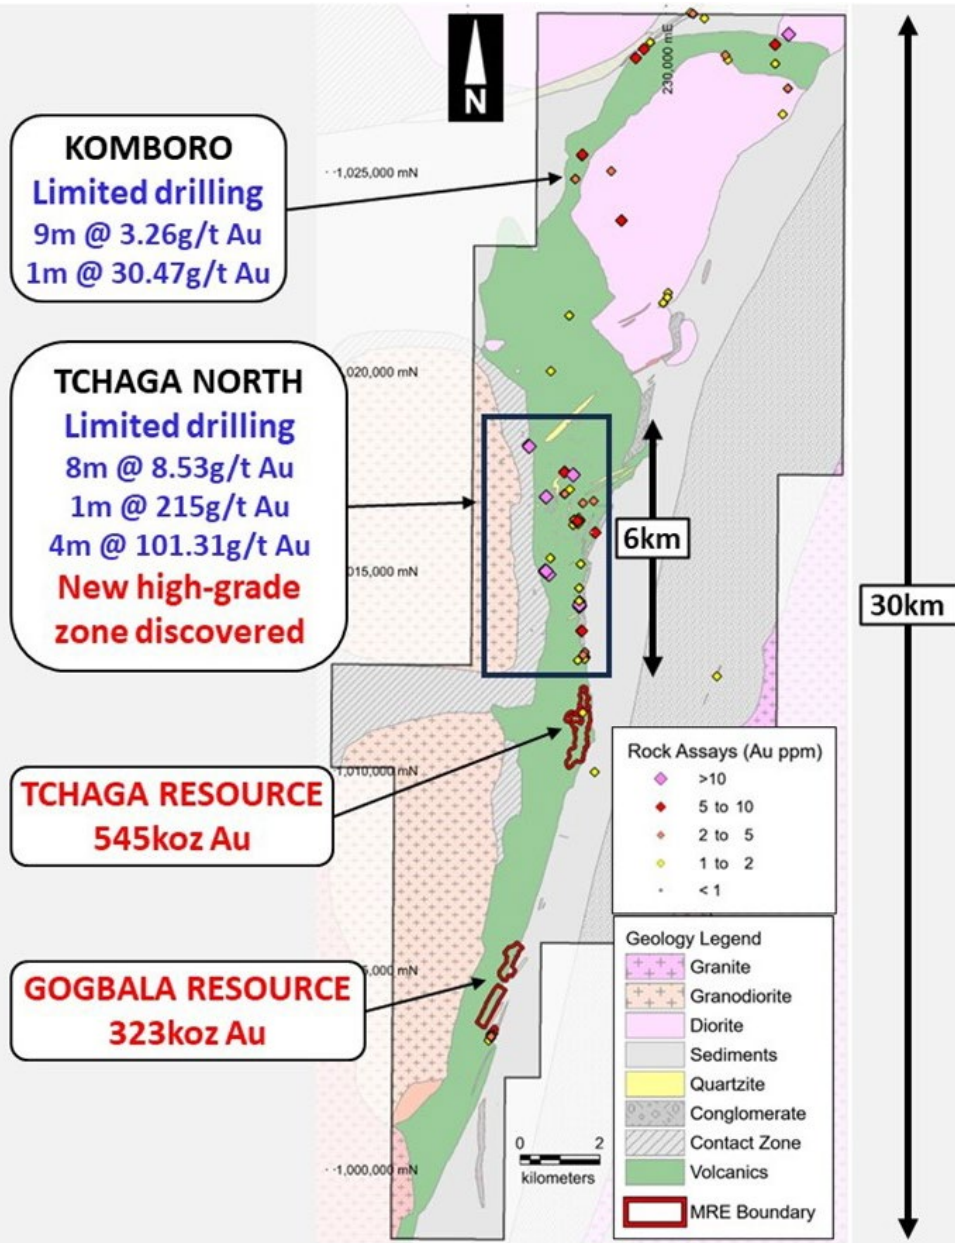 N
230,000 mE
KOMBORO
Limited drilling
9m @ 3.26g/t Au
1m @ 30.47g/t Au
1,025,000 mN
TCHAGA NORTH
Limited drilling
8m @ 8.53g/t Au
1m @ 215g/t Au
4m @ 101.31g/t Au
New high-grade
zone discovered
020,000 mN
015,000 mN
6km
30km
TCHAGA RESOURCE
545koz Au
1,010,000 mN
Rock Assays (Au ppm)
>10
5 to 10
2 to 5
1 to 2
< 1
GOGBALA RESOURCE
323koz Au
5,000 mN
Geology Legend
Granite
Granodiorite
Diorite
Sediments
Quartzite
Conglomerate
Contact Zone
Volcanics
MRE Boundary
0 2
kilometers
1,000,000 mN